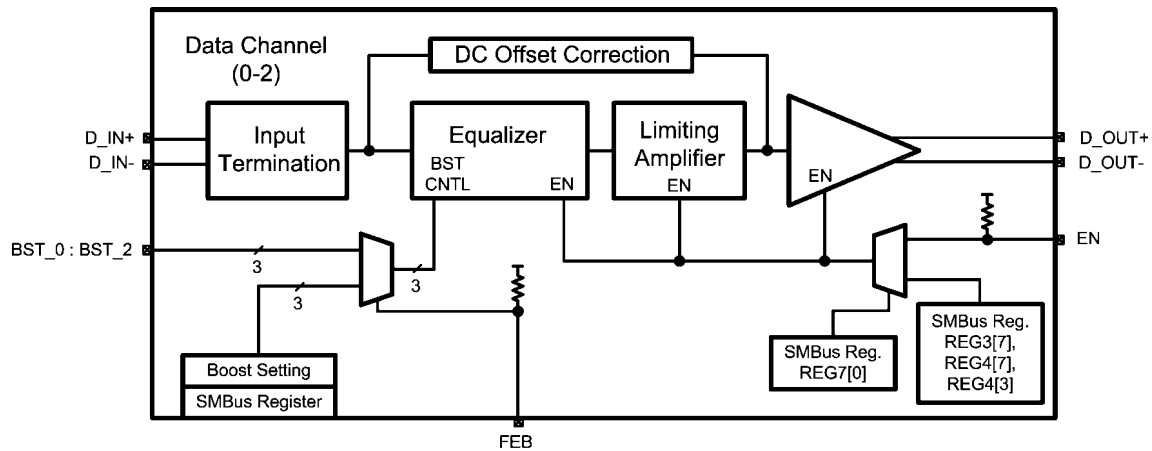 Data Channel
(0-2)
DC Offset Correction
D_IN+
D_IN-
Input
Termination
Equalizer
BST
CNTL
EN
Limiting
Amplifier
EN
EN
D_OUT+
D_OUT-
BST_0 : BST_2
3
3
3
EN
Boost Setting
SMBus Register
SMBus Reg.
REG7[0]
SMBus Reg.
REG3[7],
REG4[7],
REG4[3]
FEB